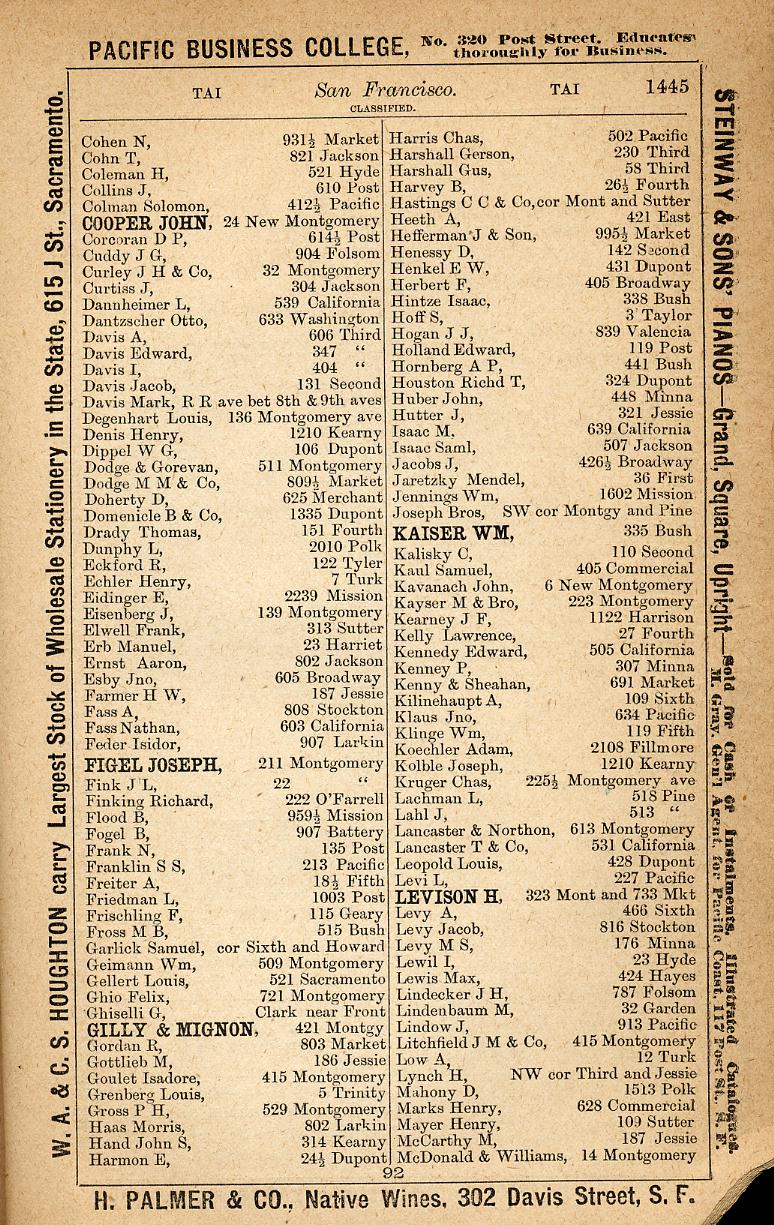 PACIFIC BUSINESS COLLEGE, No. 320 Post Street. Educates
thoroughly for Business.
TAI San Francisco. TAI 1445
CLASSIFIED.
Cohen N, 931½ Market
Cohn T, 821 Jackson
Coleman H, 521 Hyde
Collins J, 610 Post
Colman Solomon, 412½ Pacific
COOPER JOHN, 24 New Montgomery
Corcoran D P, 614½ Post
Cuddy J G, 904 Folsom
Curley J H & Co, 32 Montgomery
Curtiss J, 304 Jackson
Dannheimer L, 539 California
Dantzscher Otto, 633 Washington
Davis A, 606 Third
Davis Edward, 347 “
Davis I, 404 “
Davis Jacob, 131 Second
Davis Mark, R R ave bet 8th & 9th aves
Degenhart Louis, 136 Montgomery ave
Denis Henry, 1210 Kearny
Dippel W G, 106 Dupont
Dodge & Gorevan, 511 Montgomery
Dodge M M & Co, 809½ Market
Doherty D, 625 Merchant
Domenicle B & Co, 1335 Dupont
Drady Thomas, 151 Fourth
Dunphy L, 2010 Polk
Eckford R, 122 Tyler
Echler Henry, 7 Turk
Eidinger E, 2239 Mission
Eisenberg J, 139 Montgomery
Elwell Frank, 313 Sutter
Erb Manuel, 23 Harriet
Ernst Aaron, 802 Jackson
Esby Jno, 605 Broadway
Farmer H W, 187 Jessie
Fass A, 808 Stockton
Fass Nathan, 603 California
Feder Isidor, 907 Larkin
FIGEL JOSEPH, 211 Montgomery
Fink J L, 22 “
Finking Richard, 222 O'Farrell
Flood B, 959½ Mission
Fogel B, 907 Battery
Frank N, 135 Post
Franklin S S, 213 Pacific
Freiter A, 18½ Fifth
Friedman L, 1003 Post
Frischling F, 115 Geary
Fross M B, 515 Bush
Garlick Samuel, cor Sixth and Howard
Geimann Wm, 509 Montgomery
Gellert Louis, 521 Sacramento
Ghio Felix, 721 Montgomery
Ghiselli G, Clark near Front
GILLY & MIGNON, 421 Montgy
Gordan R, 803 Market
Gottlieb M, 186 Jessie
Goulet Isadore, 415 Montgomery
Grenberg Louis, 5 Trinity
Gross P H, 529 Montgomery
Haas Morris, 802 Larkin
Hand John S, 314 Kearny
Harmon E, 24½ Dupont
Harris Chas, 502 Pacific
Harshall Gerson, 230 Third
Harshall Gus, 58 Third
Harvey B, 26½ Fourth
Hastings C C & Co, cor Mont and Sutter
Heeth A, 421 East
Hefferman J & Son, 995½ Market
Henessy D, 142 Second
Henkel E W, 431 Dupont
Herbert F, 405 Broadway
Hintze Isaac, 338 Bush
Hoff S, 3 Taylor
Hogan J J, 839 Valencia
Holland Edward, 119 Post
Hornberg A P, 441 Bush
Houston Richd T, 324 Dupont
Huber John, 448 Minna
Hutter J, 321 Jessie
Isaac M, 639 California
Isaac Saml, 507 Jackson
Jacobs J, 426½ Broadway
Jaretzky Mendel, 36 First
Jennings Wm, 1602 Mission
Joseph Bros, SW cor Montgy and Pine
KAISER WM, 335 Bush
Kalisky C, 110 Second
Kaul Samuel, 405 Commercial
Kavanach John, 6 New Montgomery
Kayser M & Bro, 223 Montgomery
Kearney J F, 1122 Harrison
Kelly Lawrence, 27 Fourth
Kennedy Edward, 505 California
Kenney P, 307 Minna
Kenny & Sheahan, 691 Market
Kilinehaupt A, 109 Sixth
Klaus Jno, 634 Pacific
Klinge Wm, 119 Fifth
Koechler Adam, 2108 Fillmore
Kolble Joseph, 1210 Kearny
Kruger Chas, 225½ Montgomery ave
Lachman L, 518 Pine
Lahl J, 513 “
Lancaster & Northon, 613 Montgomery
Lancaster T & Co, 531 California
Leopold Louis, 428 Dupont
Levi L, 227 Pacific
LEVISON H, 323 Mont and 733 Mkt
Levy A, 466 Sixth
Levy Jacob, 816 Stockton
Levy M S, 176 Minna
Lewil I, 23 Hyde
Lewis Max, 424 Hayes
Lindecker J H, 787 Folsom
Lindenbaum M, 32 Garden
Lindow J, 913 Pacific
Litchfield J M & Co, 415 Montgomery
Low A, 12 Turk
Lynch H, NW cor Third and Jessie
Mahony D, 1513 Polk
Marks Henry, 628 Commercial
Mayer Henry, 109 Sutter
McCarthy M, 187 Jessie
McDonald & Williams, 14 Montgomery
92
H. PALMER & CO., Native Wines, 302 Davis Street, S. F.
W. A. & C. S. HOUGHTON carry Largest Stock of Wholesale Stationery in the State, 615 J St., Sacramento.
STEINWAY & SONS' PIANOS—Grand, Square, Upright—Sold for Cash or Instalments. Illustrated Catalogues.
M. Gray, Gen'l Agent, for Pacific Coast, 117 Post St., S. F.